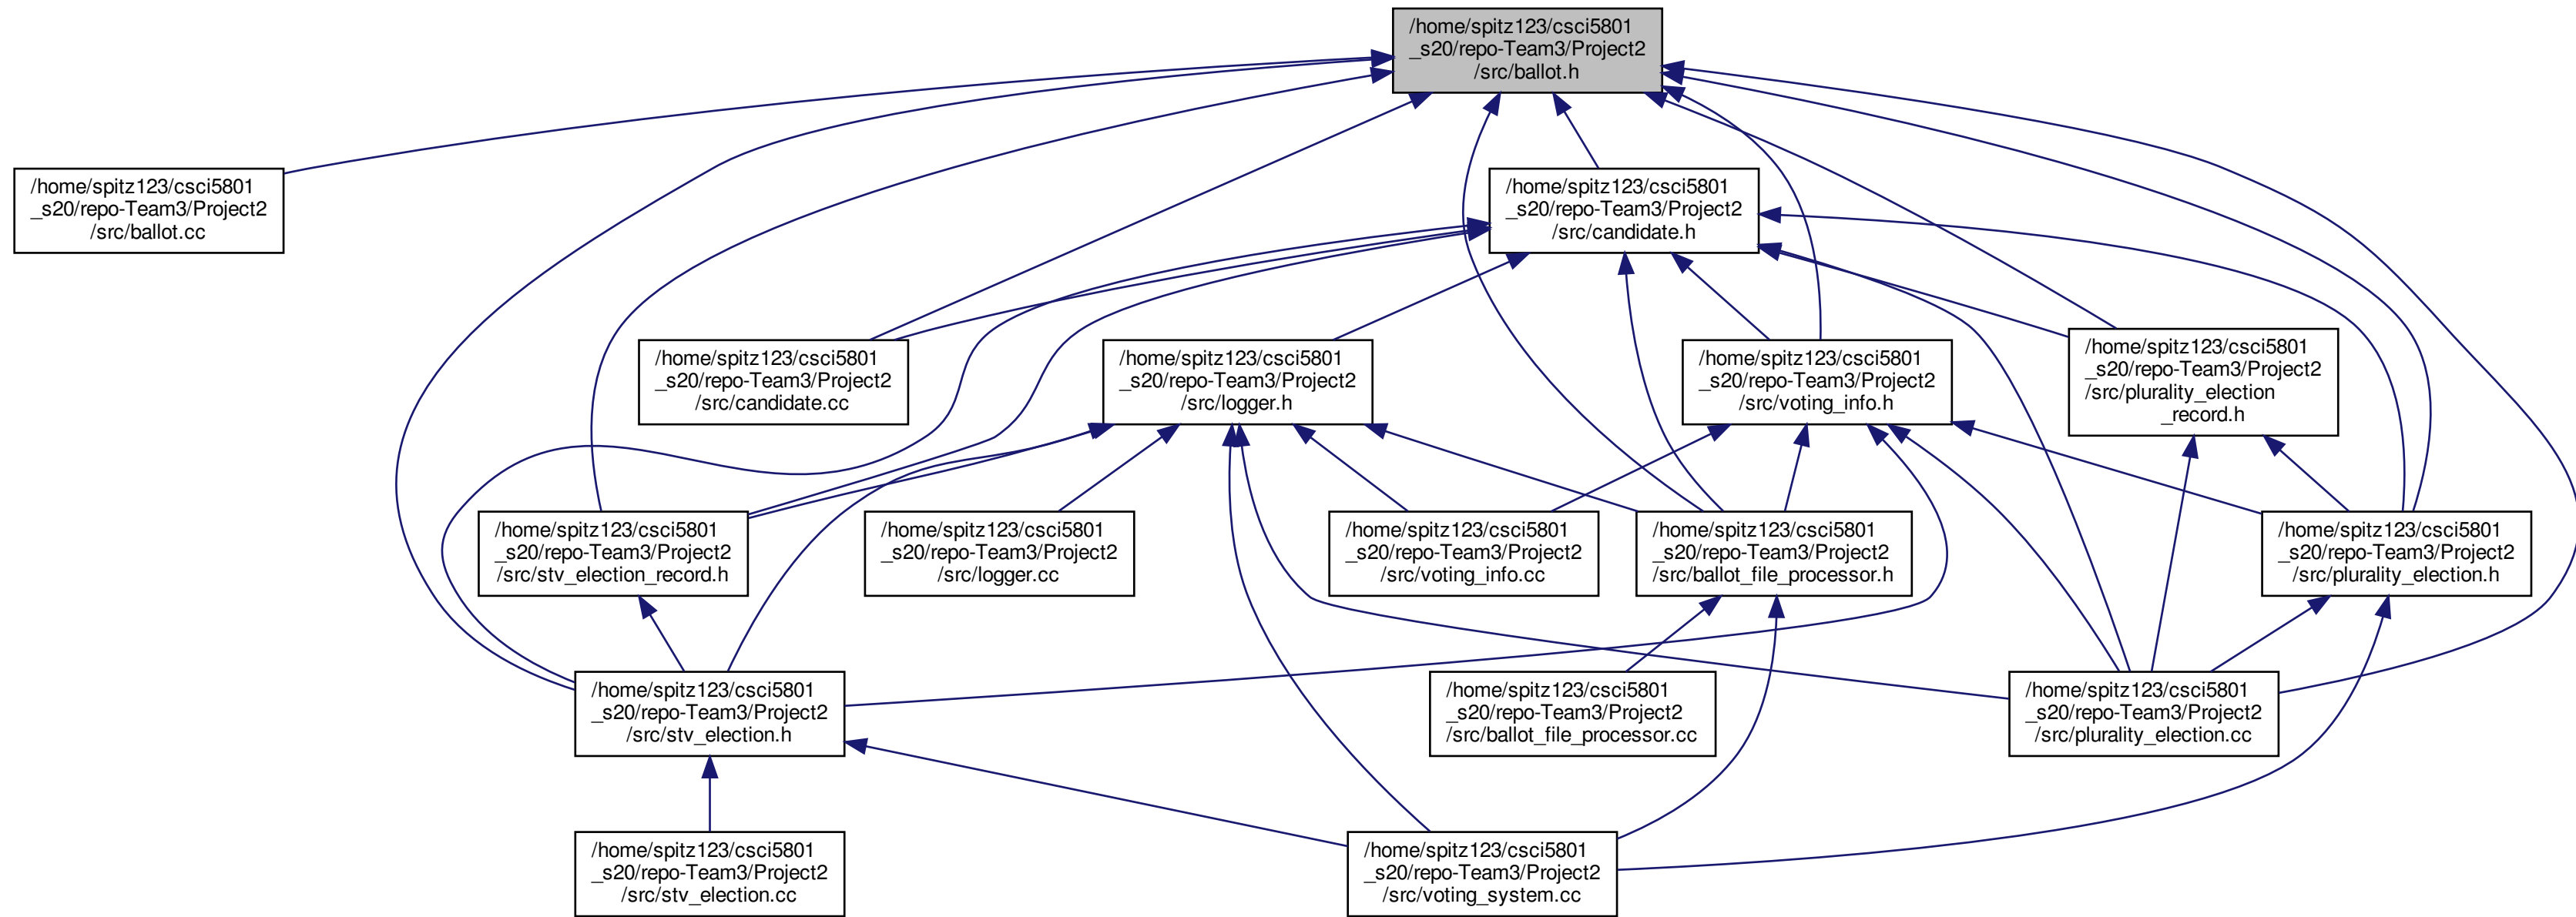 /home/spitz123/csci5801
_s20/repo-Team3/Project2
/src/ballot.h
/home/spitz123/csci5801
_s20/repo-Team3/Project2
/src/ballot.cc
/home/spitz123/csci5801
_s20/repo-Team3/Project2
/src/candidate.h
/home/spitz123/csci5801
_s20/repo-Team3/Project2
/src/candidate.cc
/home/spitz123/csci5801
_s20/repo-Team3/Project2
/src/logger.h
/home/spitz123/csci5801
_s20/repo-Team3/Project2
/src/voting_info.h
/home/spitz123/csci5801
_s20/repo-Team3/Project2
/src/plurality_election
_record.h
/home/spitz123/csci5801
_s20/repo-Team3/Project2
/src/stv_election_record.h
/home/spitz123/csci5801
_s20/repo-Team3/Project2
/src/logger.cc
/home/spitz123/csci5801
_s20/repo-Team3/Project2
/src/voting_info.cc
/home/spitz123/csci5801
_s20/repo-Team3/Project2
/src/ballot_file_processor.h
/home/spitz123/csci5801
_s20/repo-Team3/Project2
/src/plurality_election.h
/home/spitz123/csci5801
_s20/repo-Team3/Project2
/src/stv_election.h
/home/spitz123/csci5801
_s20/repo-Team3/Project2
/src/ballot_file_processor.cc
/home/spitz123/csci5801
_s20/repo-Team3/Project2
/src/plurality_election.cc
/home/spitz123/csci5801
_s20/repo-Team3/Project2
/src/stv_election.cc
/home/spitz123/csci5801
_s20/repo-Team3/Project2
/src/voting_system.cc